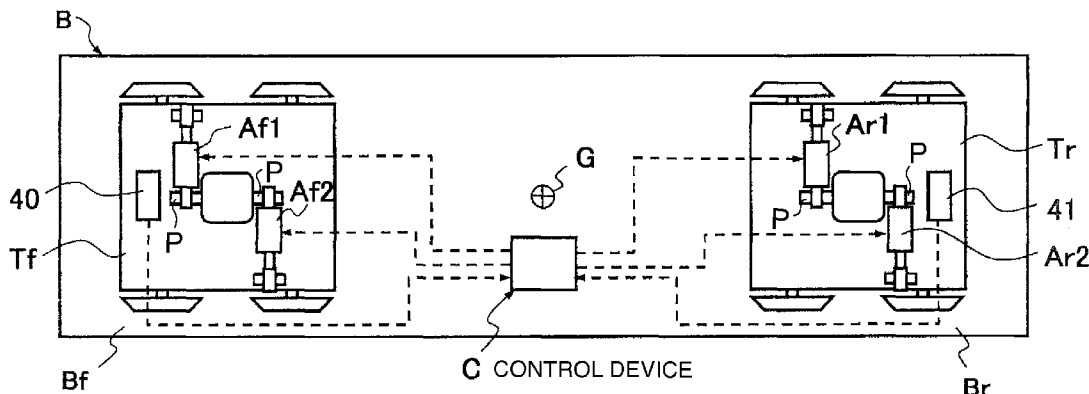 B
Af1
Ar1
G
Tr
P
Af2
P
40
P
P
41
Tf
Ar2
Bf
C CONTROL DEVICE
Br